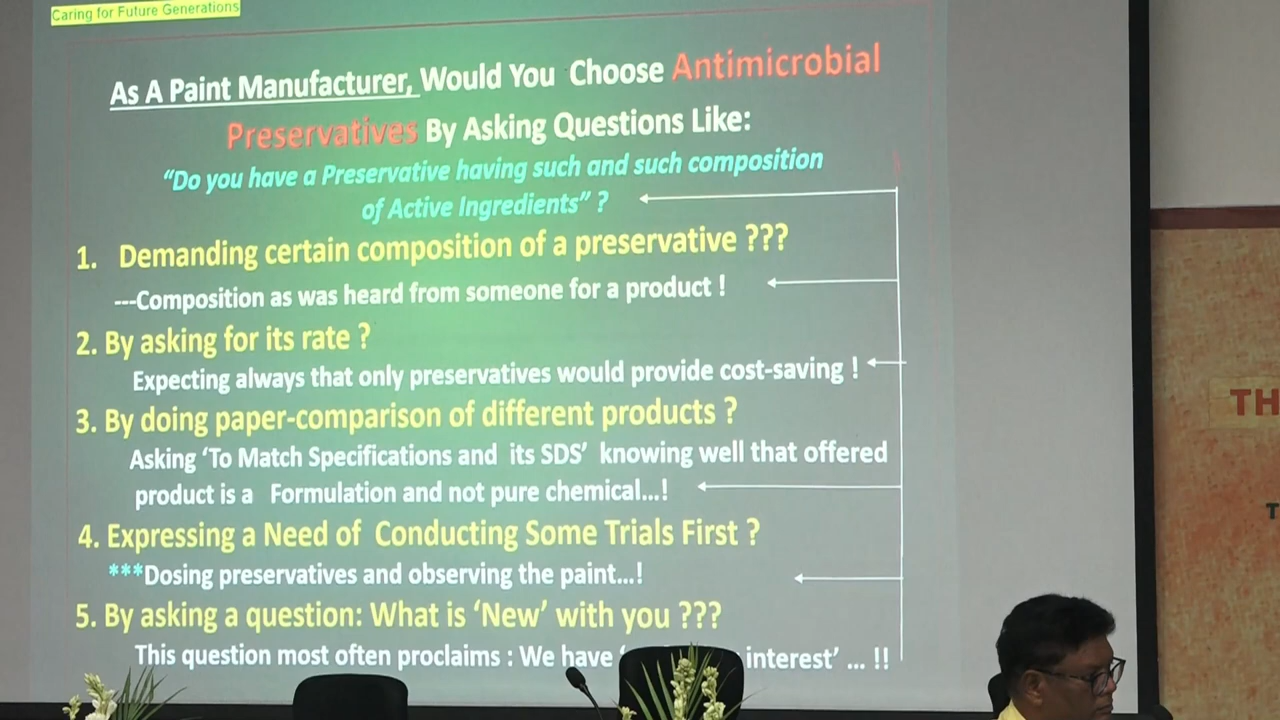 Caring for Future Generations
As A Paint Manufacturer, Would You Choose Antimicrobial
Preservatives By Asking Questions Like:
“Do you have a Preservative having such and such composition
of Active Ingredients” ?
1. Demanding certain composition of a preservative ???
---Composition as was heard from someone for a product !
2. By asking for its rate ?
Expecting always that only preservatives would provide cost-saving !
3. By doing paper-comparison of different products ?
Asking ‘To Match Specifications and its SDS’ knowing well that offered
product is a Formulation and not pure chemical...!
4. Expressing a Need of Conducting Some Trials First ?
***Dosing preservatives and observing the paint...!
5. By asking a question: What is ‘New’ with you ???
This question most often proclaims : We have ‘ interest’ ... !!
TH
T